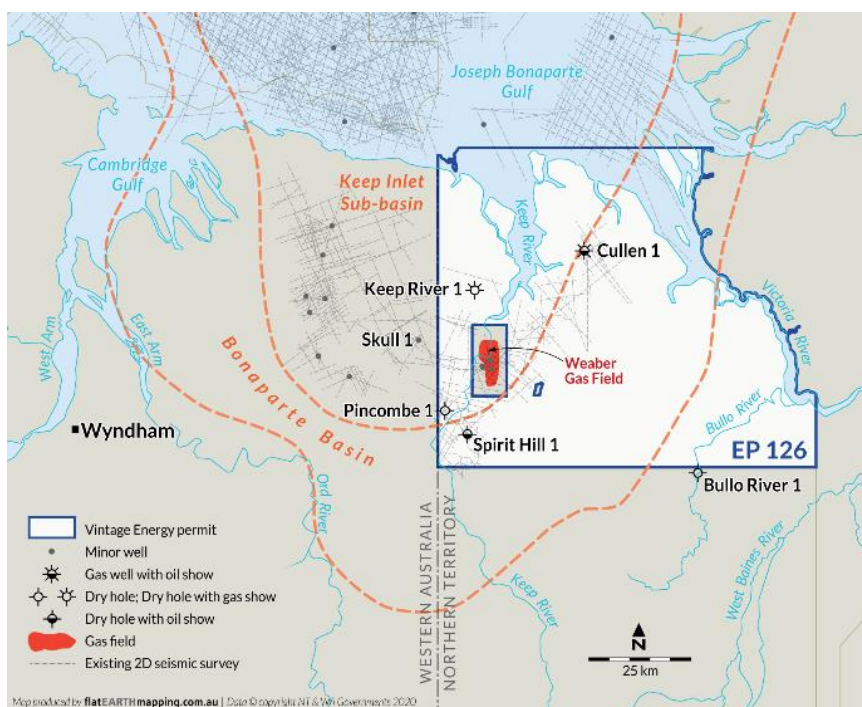 Joseph Bonaparte
Gulf
Cambridge
Gulf
Keep Inlet
Sub-basin
Keep River
Cullen 1
Keep River 1
Victoria
River
West Arm
East Arm
Skull 1
Weaber
Gas Field
Bonaparte Basin
Pincombe 1
Wyndham
Spirit Hill 1
Bullo River
EP 126
Bullo River 1
Ord River
WESTERN AUSTRALIA
NORTHERN TERRITORY
Keep River
West Baines River
Vintage Energy permit
Minor well
Gas well with oil show
Dry hole; Dry hole with gas show
Dry hole with oil show
Gas field
Existing 2D seismic survey
N
25 km
Map produced by flatEARTHmapping.com.au | Data © copyright NT & WA Governments 2020